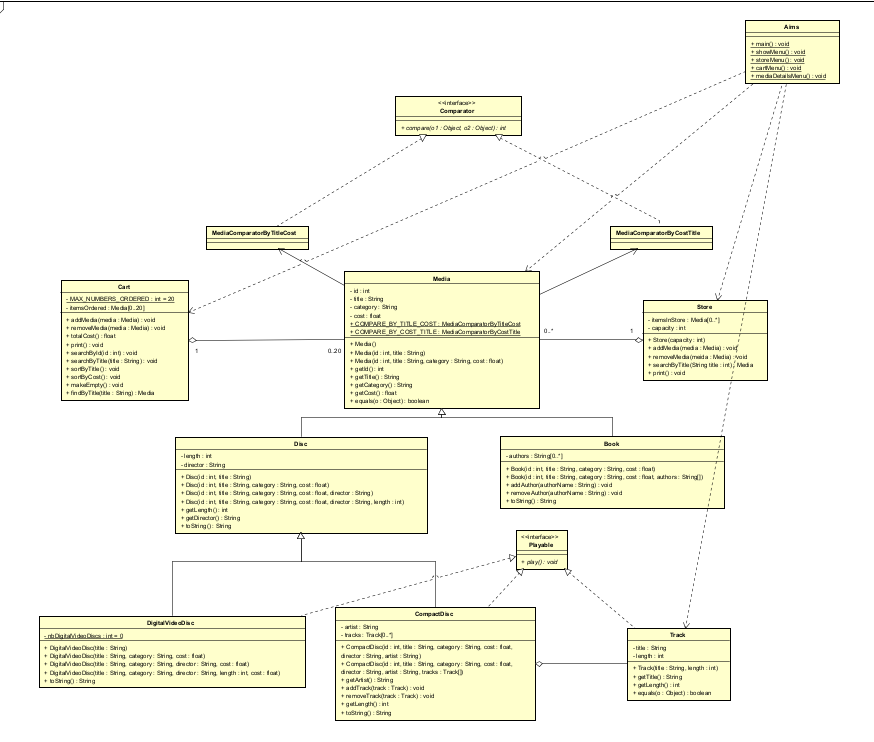 Aims
+ main() : void
+ showMenu() : void
+ storeMenu() : void
+ cartMenu() : void
+ mediaDetailsMenu() : void
<<interface>>
Comparator
+ compare(o1 : Object, o2 : Object) : int
MediaComparatorByTitleCost
MediaComparatorByCostTitle
Cart
- MAX_NUMBERS_ORDERED : int = 20
- itemsOrdered : Media[0..20]
+ addMedia(media : Media) : void
+ removeMedia(media : Media) : void
+ totalCost() : float
+ print() : void
+ searchById(id : int) : void
+ searchByTitle(title : String) : void
+ sortByTitle() : void
+ sortByCost() : void
+ makeEmpty() : void
+ findByTitle(title : String) : Media
1
0..20
Media
- id : int
- title : String
- category : String
- cost : float
+ COMPARE_BY_TITLE_COST : MediaComparatorByTitleCost
+ COMPARE_BY_COST_TITLE : MediaComparatorByCostTitle
+ Media()
+ Media(id : int, title : String)
+ Media(id : int, title : String, category : String, cost : float)
+ getId() : int
+ getTitle() : String
+ getCategory() : String
+ getCost() : float
+ equals(o : Object) : boolean
0..*
1
Store
- itemsInStore : Media[0..*]
- capacity : int
+ Store(capacity : int)
+ addMedia(media : Media) : void
+ removeMedia(meida : Media) : void
+ searchByTitle(String title : int) : Media
+ print() : void
Disc
- length : int
- director : String
+ Disc(id : int, title : String)
+ Disc(id : int, title : String, category : String, cost : float)
+ Disc(id : int, title : String, category : String, cost : float, director : String)
+ Disc(id : int, title : String, category : String, cost : float, director : String, length : int)
+ getLength() : int
+ getDirector() : String
+ toString() : String
Book
- authors : String[0..*]
+ Book(id : int, title : String, category : String, cost : float)
+ Book(id : int, title : String, category : String, cost : float, authors : String[])
+ addAuthor(authorName : String) : void
+ removeAuthor(authorName : String) : void
+ toString() : String
<<interface>>
Playable
+ play() : void
DigitalVideoDisc
- nbDigitalVideoDiscs : int = 0
+ DigitalVideoDisc(title : String)
+ DigitalVideoDisc(title : String, category : String, cost : float)
+ DigitalVideoDisc(title : String, category : String, director : String, cost : float)
+ DigitalVideoDisc(title : String, category : String, director : String, length : int, cost : float)
+ toString() : String
CompactDisc
- artist : String
- tracks : Track[0..*]
+ CompactDisc(id : int, title : String, category : String, cost : float,
director : String, artist : String)
+ CompactDisc(id : int, title : String, category : String, cost : float,
director : String, artist : String, tracks : Track[])
+ getArtist() : String
+ addTrack(track : Track) : void
+ removeTrack(track : Track) : void
+ getLength() : int
+ toString() : String
Track
- title : String
- length : int
+ Track(title : String, length : int)
+ getTitle() : String
+ getLength() : int
+ equals(o : Object) : boolean